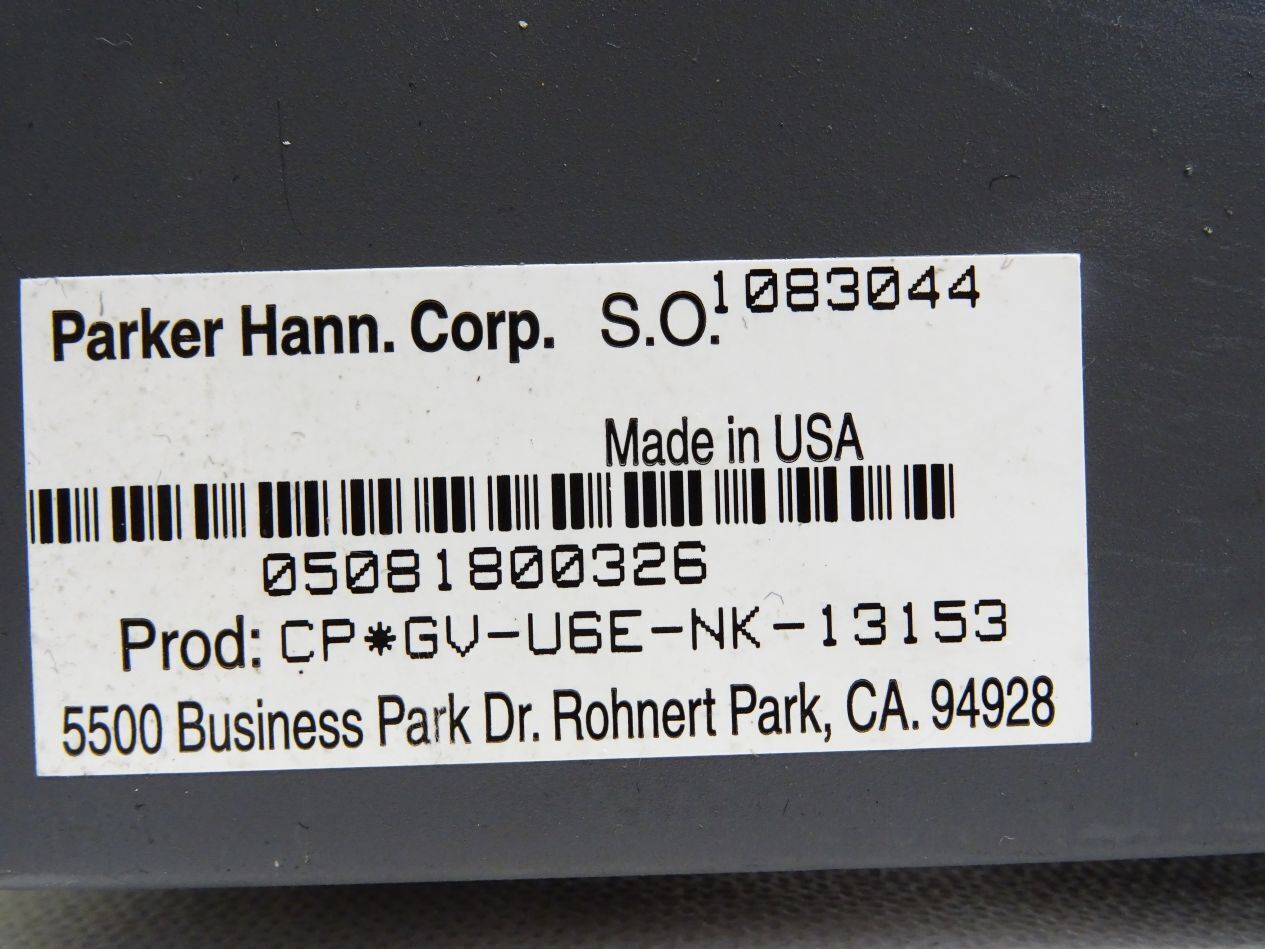 Parker Hann. Corp. S.O. 1083044
Made in USA
05081800326
Prod: CP*GV-U6E-NK-13153
5500 Business Park Dr. Rohnert Park, CA. 94928